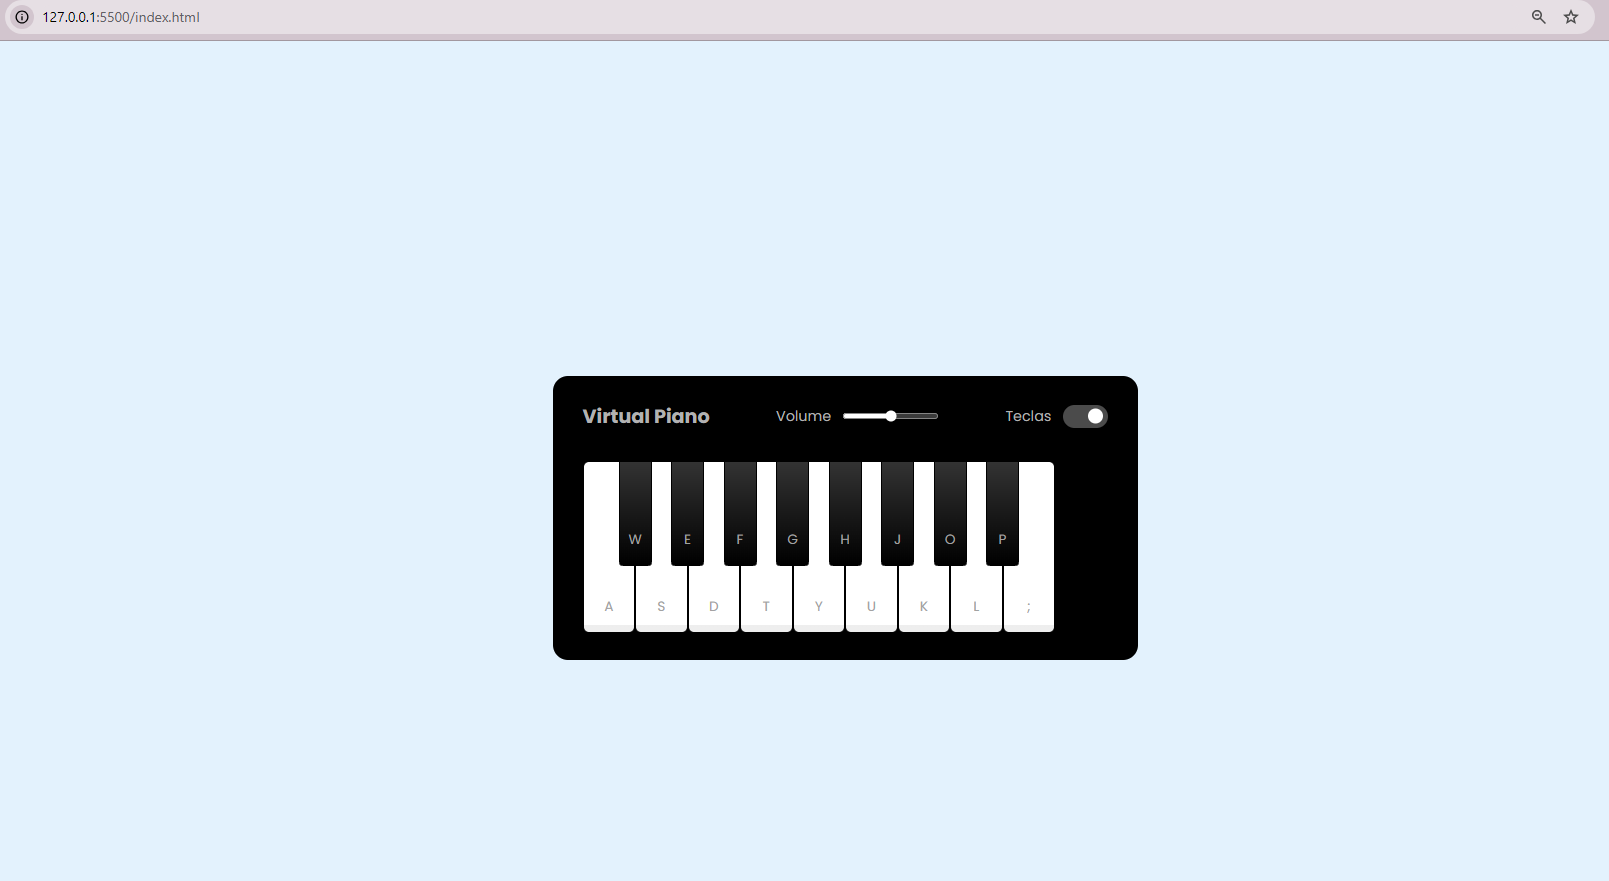 127.0.0.1:5500/index.html
Virtual Piano Volume Teclas
W E F G H J O P
A S D T Y U K L ;